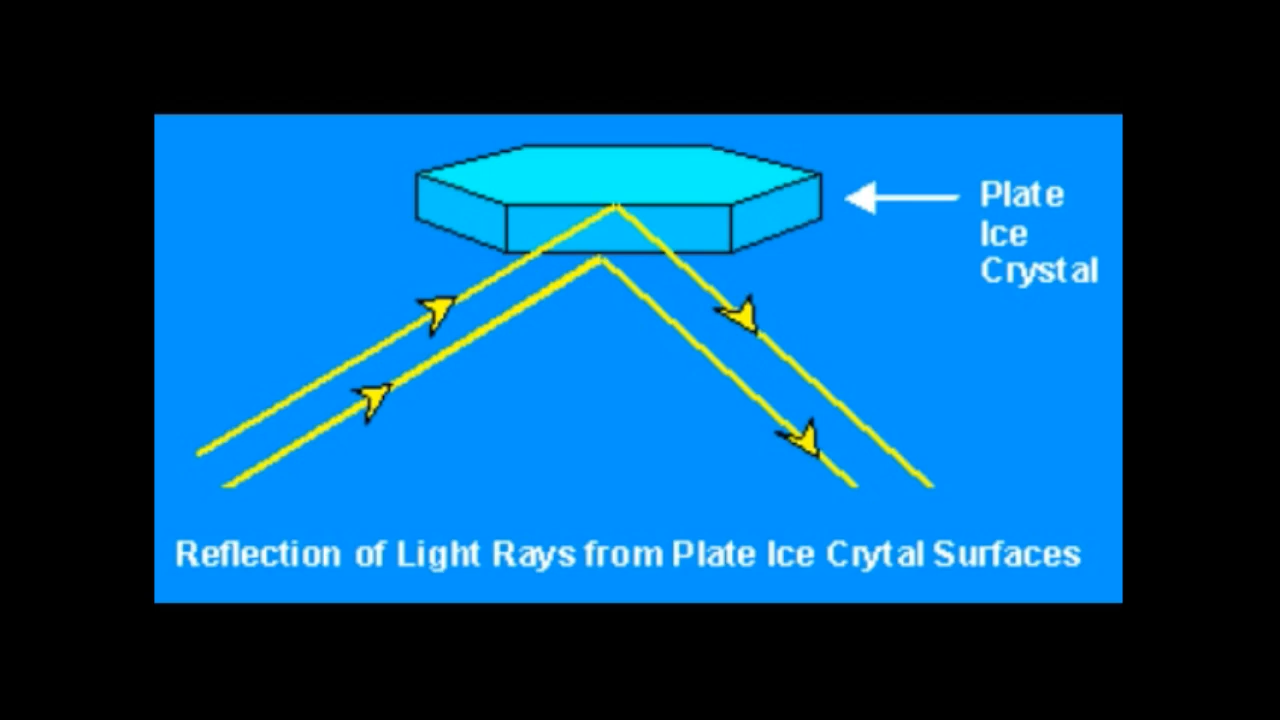 Plate
Ice
Crystal
Reflection of Light Rays from Plate Ice Crytal Surfaces